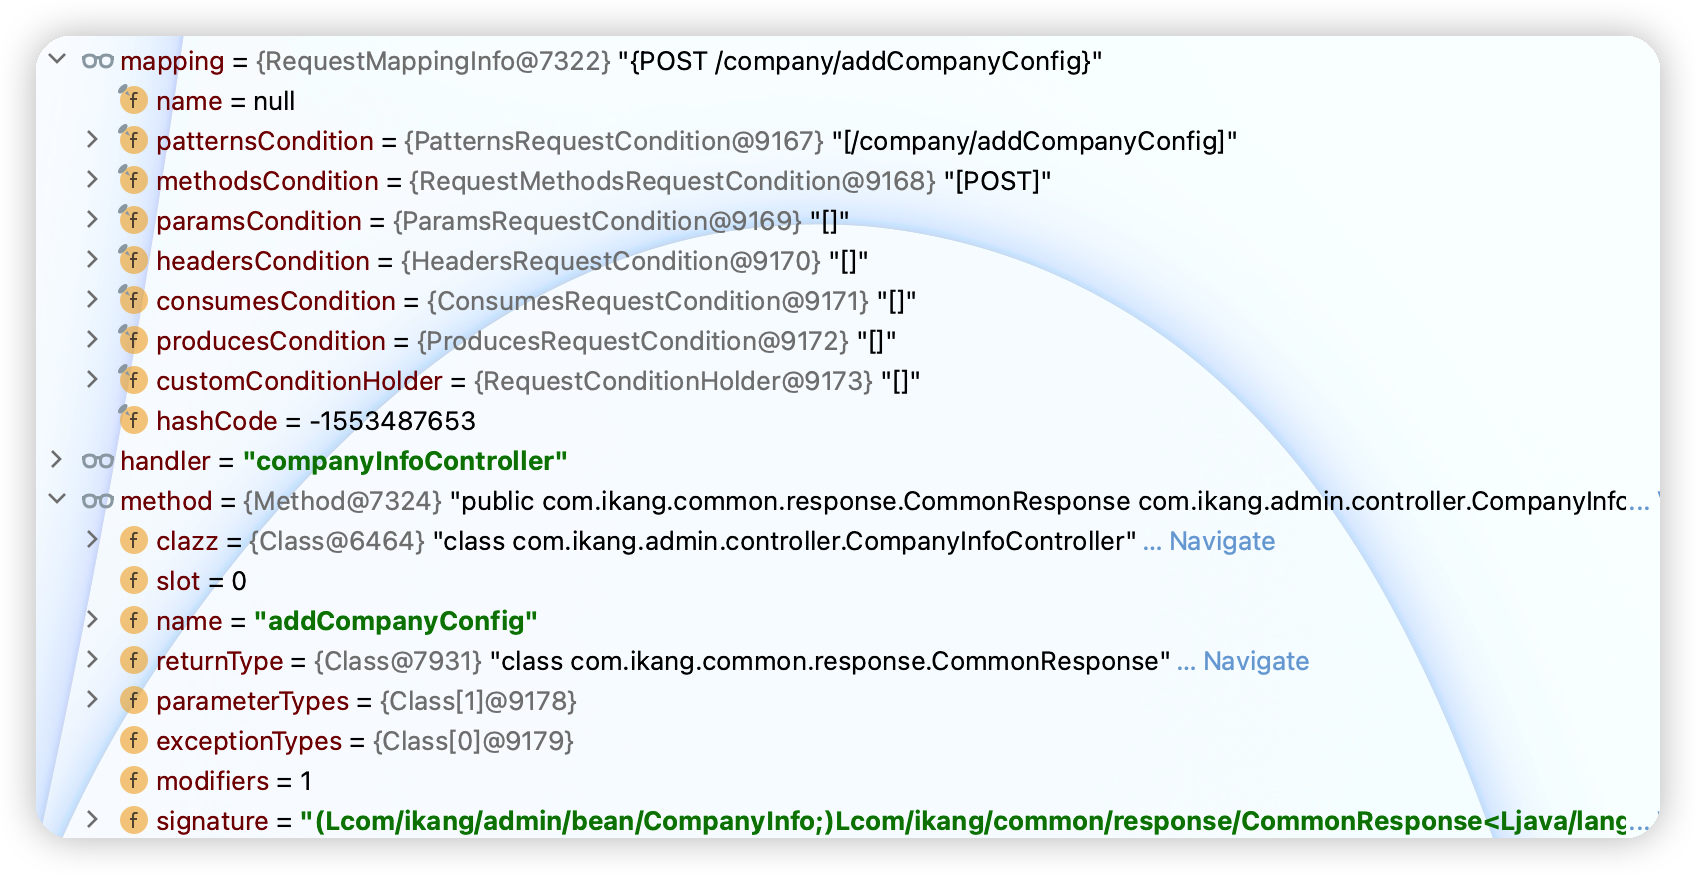 mapping = {RequestMappingInfo@7322} "{POST /company/addCompanyConfig}"
f name = null
f patternsCondition = {PatternsRequestCondition@9167} "[/company/addCompanyConfig]"
f methodsCondition = {RequestMethodsRequestCondition@9168} "[POST]"
f paramsCondition = {ParamsRequestCondition@9169} "[]"
f headersCondition = {HeadersRequestCondition@9170} "[]"
f consumesCondition = {ConsumesRequestCondition@9171} "[]"
f producesCondition = {ProducesRequestCondition@9172} "[]"
f customConditionHolder = {RequestConditionHolder@9173} "[]"
f hashCode = -1553487653
handler = "companyInfoController"
method = {Method@7324} "public com.ikang.common.response.CommonResponse com.ikang.admin.controller.CompanyInfo...
f clazz = {Class@6464} "class com.ikang.admin.controller.CompanyInfoController" ... Navigate
f slot = 0
f name = "addCompanyConfig"
f returnType = {Class@7931} "class com.ikang.common.response.CommonResponse" ... Navigate
f parameterTypes = {Class[1]@9178}
f exceptionTypes = {Class[0]@9179}
f modifiers = 1
f signature = "(Lcom/ikang/admin/bean/CompanyInfo;)Lcom/ikang/common/response/CommonResponse<Ljava/lang...